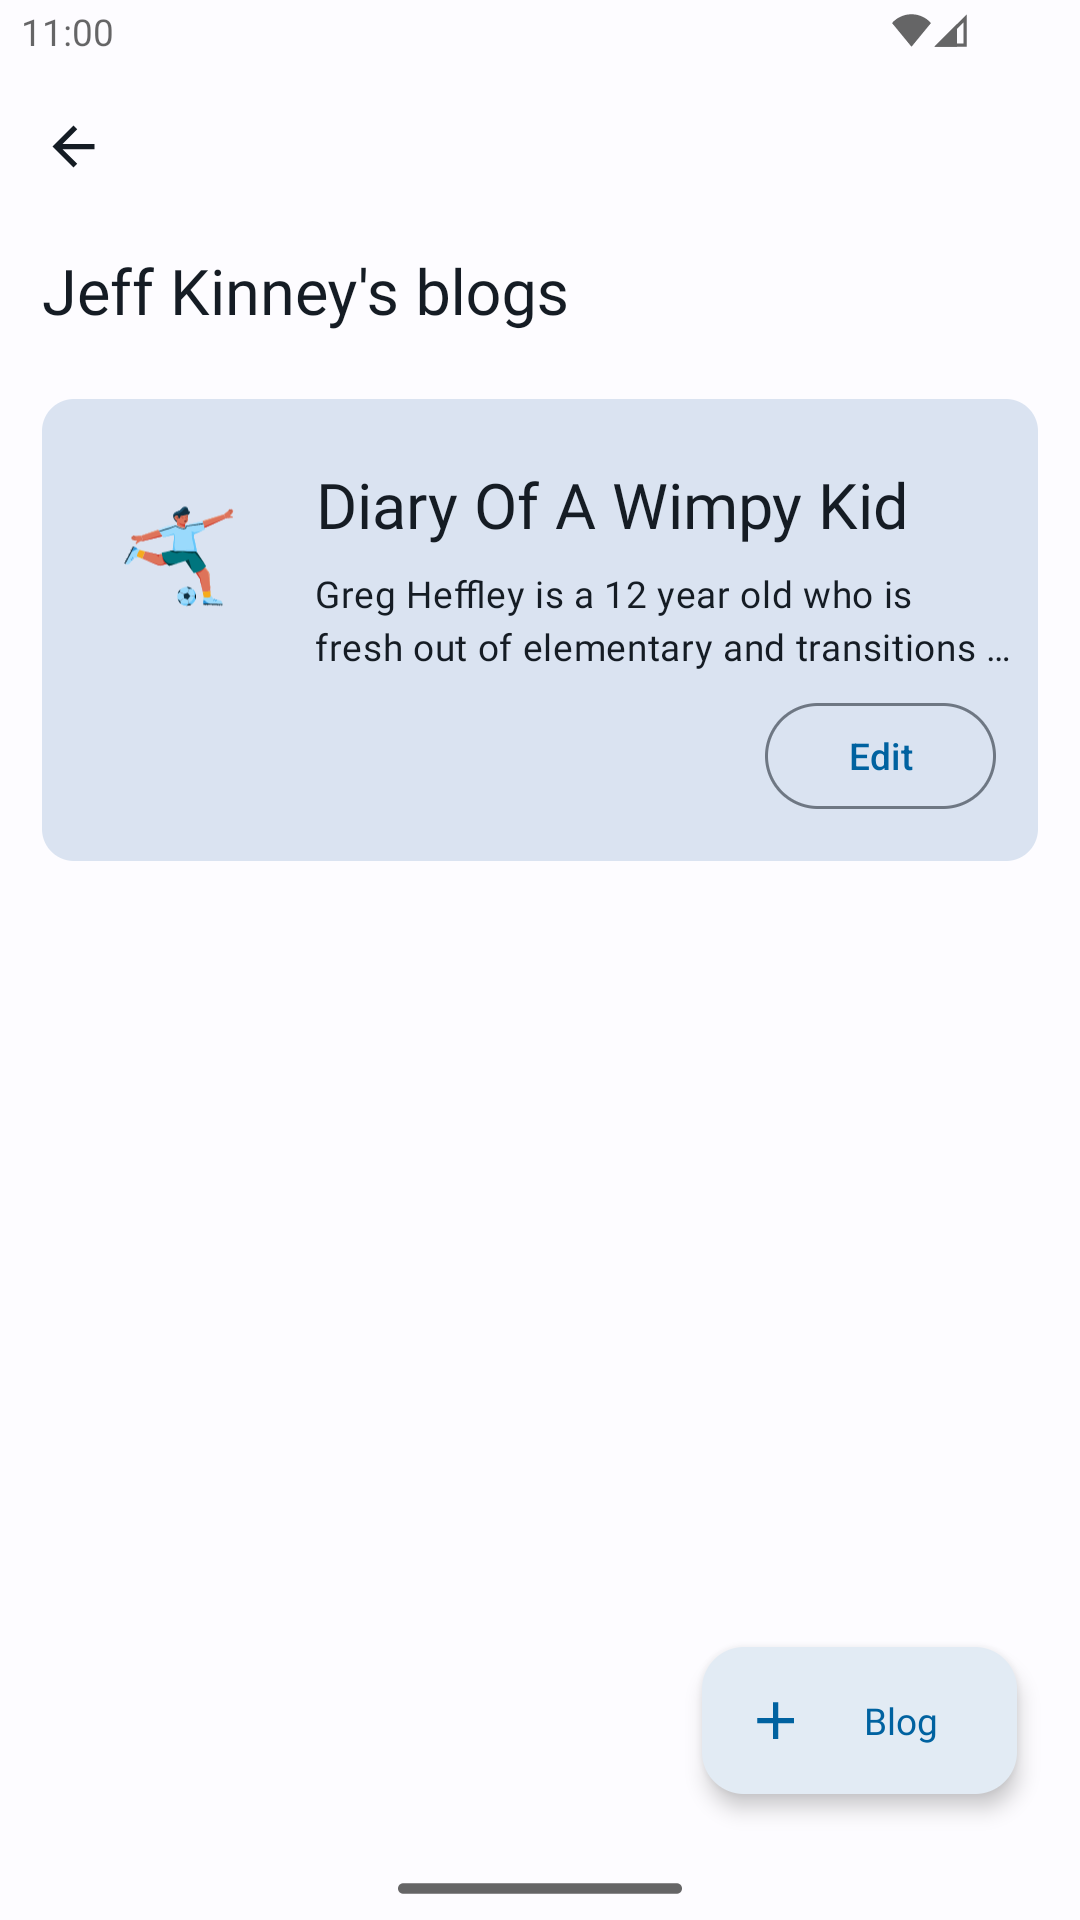 11:00
Jeff Kinney's blogs
Diary Of A Wimpy Kid
Greg Heffley is a 12 year old who is
fresh out of elementary and transitions ...
Edit
Blog